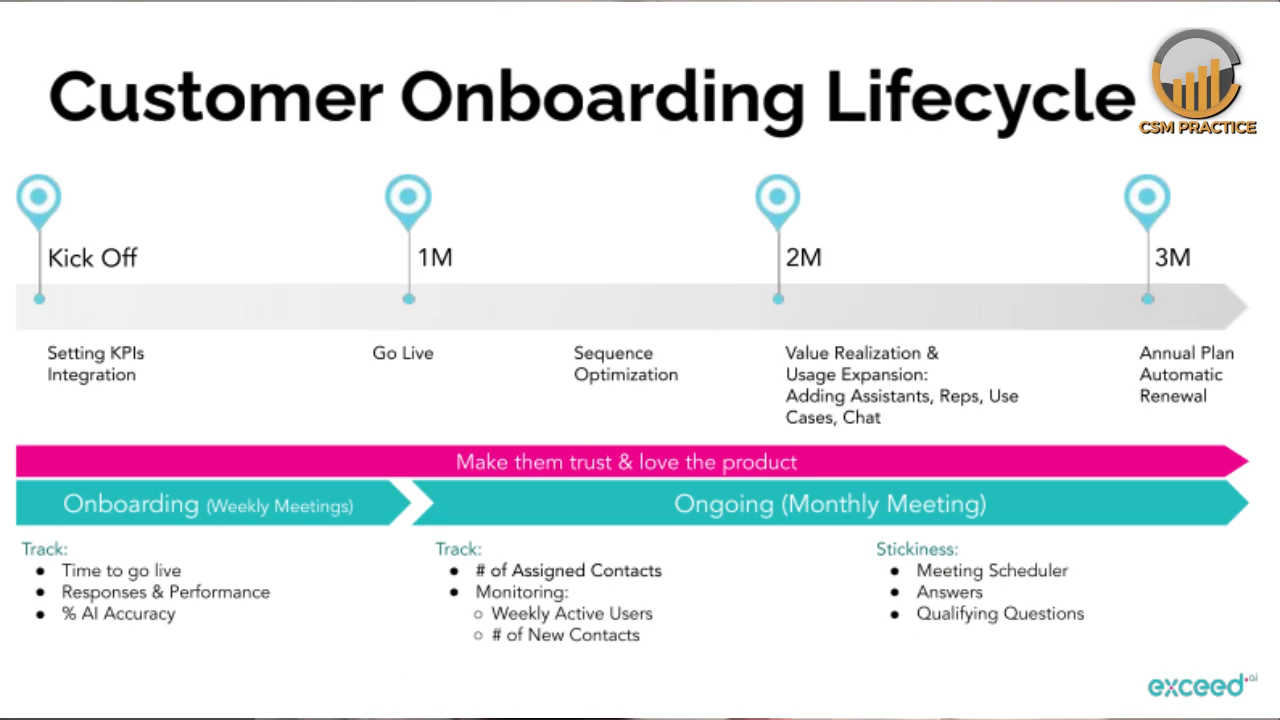 Customer Onboarding Lifecycle
CSM PRACTICE
Kick Off
1M
2M
3M
Setting KPIs
Integration
Go Live
Sequence
Optimization
Value Realization &
Usage Expansion:
Adding Assistants, Reps, Use
Cases, Chat
Annual Plan
Automatic
Renewal
Make them trust & love the product
Onboarding (Weekly Meetings)
Ongoing (Monthly Meeting)
Track:
● Time to go live
● Responses & Performance
● % AI Accuracy
Track:
● # of Assigned Contacts
● Monitoring:
○ Weekly Active Users
○ # of New Contacts
Stickiness:
● Meeting Scheduler
● Answers
● Qualifying Questions
exceed.ai